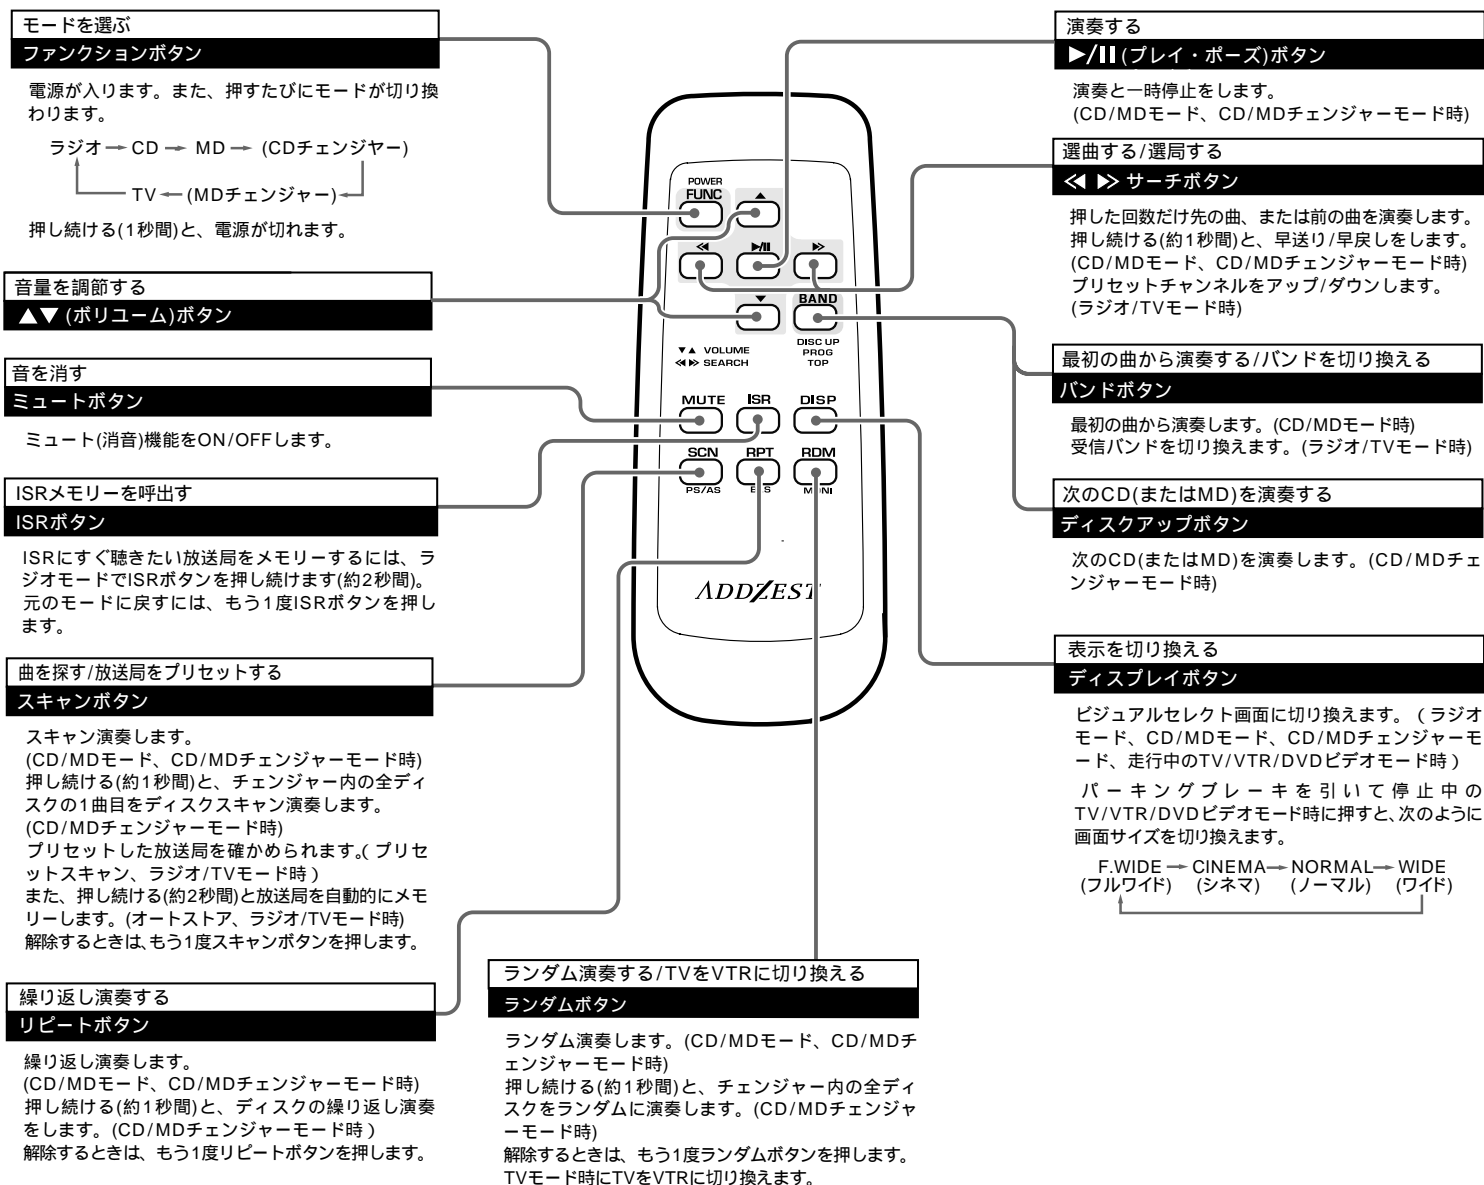 モードを選ぶ
ファンクションボタン
電源が入ります。また、押すたびにモードが切り換
わります。
ラジオ→CD→MD→(CDチェンジヤー)
TV←(MDチェンジャー)
押し続ける(1秒間)と、電源が切れます。
音量を調節する
▲▼(ボリユーム)ボタン
音を消す
ミュートボタン
ミュート(消音)機能をON/OFFします。
ISRメモリーを呼出す
ISRボタン
ISRにすぐ聴きたい放送局をメモリーするには、ラ
ジオモードでISRボタンを押し続けます(約2秒間)。
元のモードに戻すには、もう1度ISRボタンを押し
ます。
曲を探す/放送局をプリセットする
スキャンボタン
スキャン演奏します。
(CD/MDモード、CD/MDチェンジャーモード時)
押し続ける(約1秒間)と、チェンジャー内の全ディ
スクの1曲目をディスクスキャン演奏します。
(CD/MDチェンジャーモード時)
プリセットした放送局を確かめられます。(プリセ
ットスキャン、ラジオ/TVモード時)
また、押し続ける(約2秒間)と放送局を自動的にメモ
リーします。(オートストア、ラジオ/TVモード時)
解除するときは、もう1度スキャンボタンを押します。
繰り返し演奏する
リピートボタン
繰り返し演奏します。
(CD/MDモード、CD/MDチェンジャーモード時)
押し続ける(約1秒間)と、ディスクの繰り返し演奏
をします。(CD/MDチェンジャーモード時)
解除するときは、もう1度リピートボタンを押します。
POWER
FUNC
▲
≪ ▶/II ≫
▼ BAND
DISC UP
PROG
TOP
▼▲ VOLUME
≪ ≫ SEARCH
MUTE ISR DISP
SCN RPT RDM
PS/AS MONI
ADDZEST
ランダム演奏する/TVをVTRに切り換える
ランダムボタン
ランダム演奏します。(CD/MDモード、CD/MDチ
ェンジャーモード時)
押し続ける(約1秒間)と、チェンジャー内の全ディ
スクをランダムに演奏します。(CD/MDチェンジャ
ーモード時)
解除するときは、もう1度ランダムボタンを押します。
TVモード時にTVをVTRに切り換えます。
演奏する
▶/II(プレイ・ポーズ)ボタン
演奏と一時停止をします。
(CD/MDモード、CD/MDチェンジャーモード時)
選曲する/選局する
≪ ≫ サーチボタン
押した回数だけ先の曲、または前の曲を演奏します。
押し続ける(約1秒間)と、早送り/早戻しをします。
(CD/MDモード、CD/MDチェンジャーモード時)
プリセットチャンネルをアップ/ダウンします。
(ラジオ/TVモード時)
最初の曲から演奏する/バンドを切り換える
バンドボタン
最初の曲から演奏します。(CD/MDモード時)
受信バンドを切り換えます。(ラジオ/TVモード時)
次のCD(またはMD)を演奏する
ディスクアップボタン
次のCD(またはMD)を演奏します。(CD/MDチェ
ンジャーモード時)
表示を切り換える
ディスプレイボタン
ビジュアルセレクト画面に切り換えます。(ラジオ
モード、CD/MDモード、CD/MDチェンジャーモ
ード、走行中のTV/VTR/DVDビデオモード時)
パーキングブレーキを引いて停止中の
TV/VTR/DVDビデオモード時に押すと、次のように
画面サイズを切り換えます。
F.WIDE→CINEMA→NORMAL→WIDE
(フルワイド) (シネマ) (ノーマル) (ワイド)